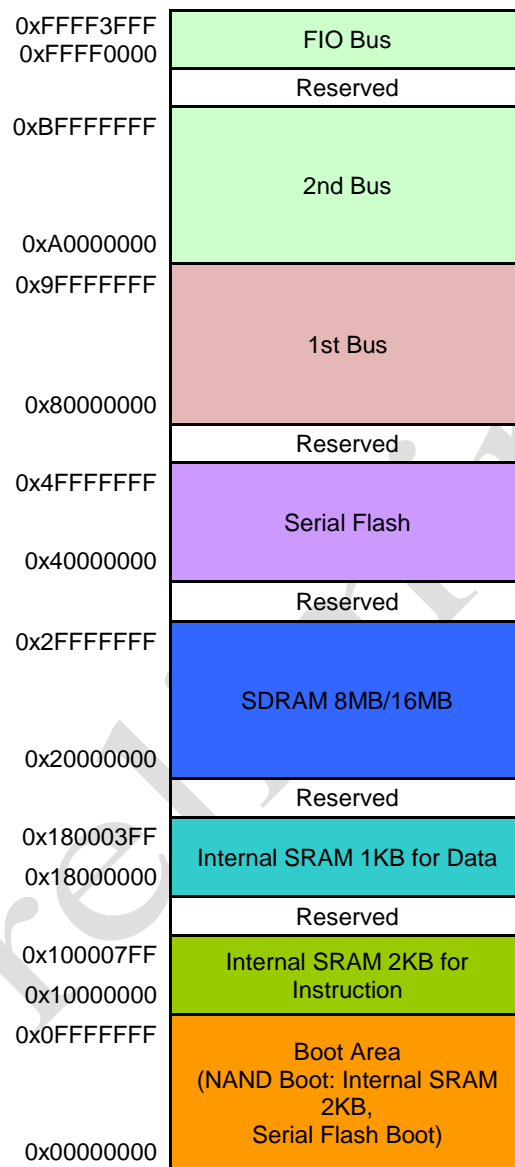 0xFFFF3FFF
0xFFFF0000
FIO Bus
Reserved
0xBFFFFFFF
2nd Bus
0xA0000000
0x9FFFFFFF
1st Bus
0x80000000
Reserved
0x4FFFFFFF
Serial Flash
0x40000000
Reserved
0x2FFFFFFF
SDRAM 8MB/16MB
0x20000000
Reserved
0x180003FF
Internal SRAM 1KB for Data
0x18000000
Reserved
0x100007FF
Internal SRAM 2KB for
Instruction
0x10000000
0x0FFFFFFF
Boot Area
(NAND Boot: Internal SRAM
2KB,
Serial Flash Boot)
0x00000000